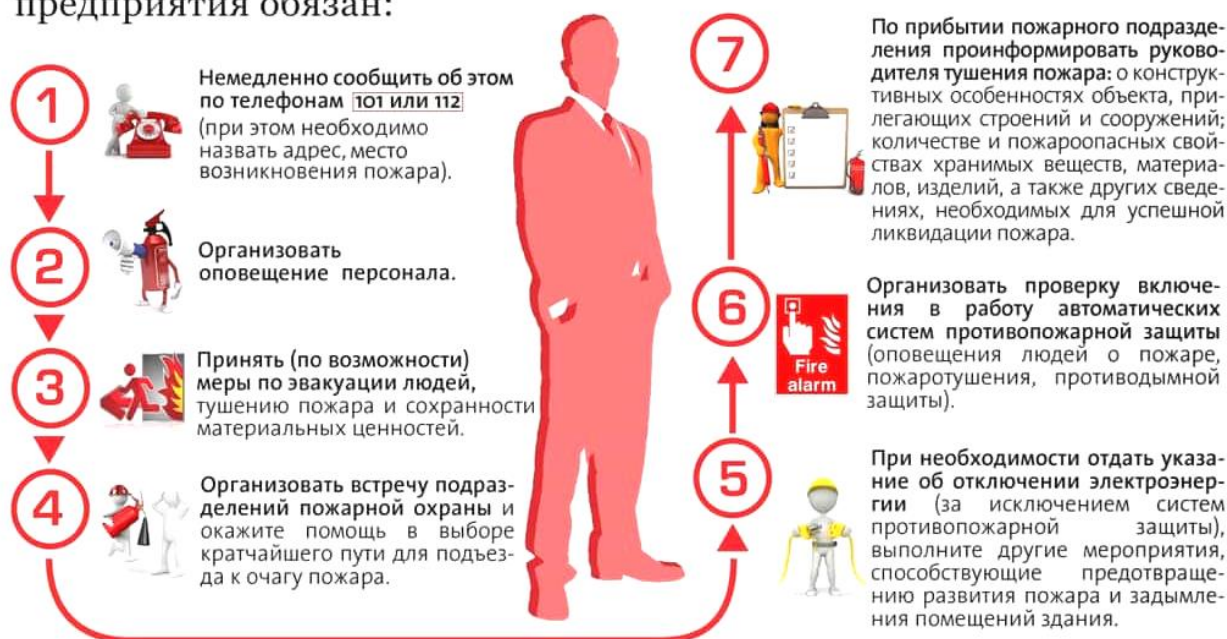 предприятия обязан:
1
Немедленно сообщить об этом
по телефонам 101 или 112
(при этом необходимо
назвать адрес, место
возникновения пожара).
2
Организовать
оповещение персонала.
3
Принять (по возможности)
меры по эвакуации людей,
тушению пожара и сохранности
материальных ценностей.
4
Организовать встречу подраз-
делений пожарной охраны и
окажите помощь в выборе
кратчайшего пути для подъез-
да к очагу пожара.
5
При необходимости отдать указа-
ние об отключении электроэнер-
гии (за исключением систем
противопожарной защиты),
выполните другие мероприятия,
способствующие предотвраще-
нию развития пожара и задымле-
ния помещений здания.
6
Fire
alarm
Организовать проверку включе-
ния в работу автоматических
систем противопожарной защиты
(оповещения людей о пожаре,
пожаротушения, противодымной
защиты).
7
По прибытии пожарного подразде-
ления проинформировать руково-
дителя тушения пожара: о конструк-
тивных особенностях объекта, при-
легающих строений и сооружений;
количестве и пожароопасных свой-
ствах хранимых веществ, материа-
лов, изделий, а также других сведе-
ниях, необходимых для успешной
ликвидации пожара.